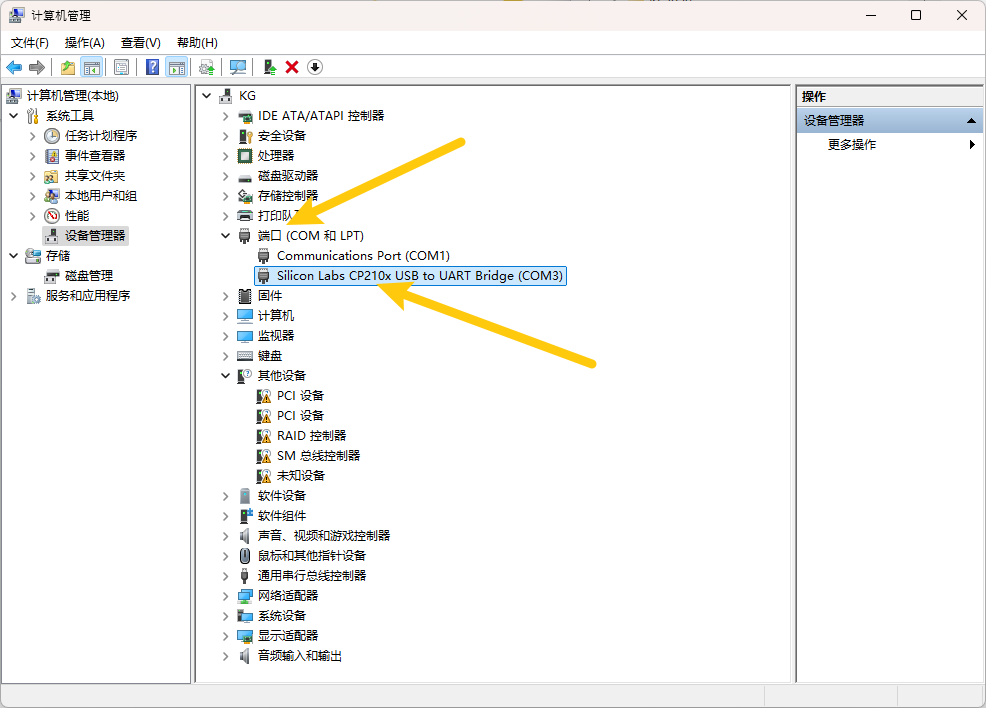 计算机管理
文件(F) 操作(A) 查看(V) 帮助(H)
计算机管理(本地)
系统工具
任务计划程序
事件查看器
共享文件夹
本地用户和组
性能
设备管理器
存储
磁盘管理
服务和应用程序
KG
IDE ATA/ATAPI 控制器
安全设备
处理器
磁盘驱动器
存储控制器
打印队
端口 (COM 和 LPT)
Communications Port (COM1)
Silicon Labs CP210x USB to UART Bridge (COM3)
固件
计算机
监视器
键盘
其他设备
PCI 设备
PCI 设备
RAID 控制器
SM 总线控制器
未知设备
软件设备
软件组件
声音、视频和游戏控制器
鼠标和其他指针设备
通用串行总线控制器
网络适配器
系统设备
显示适配器
音频输入和输出
操作
设备管理器
更多操作